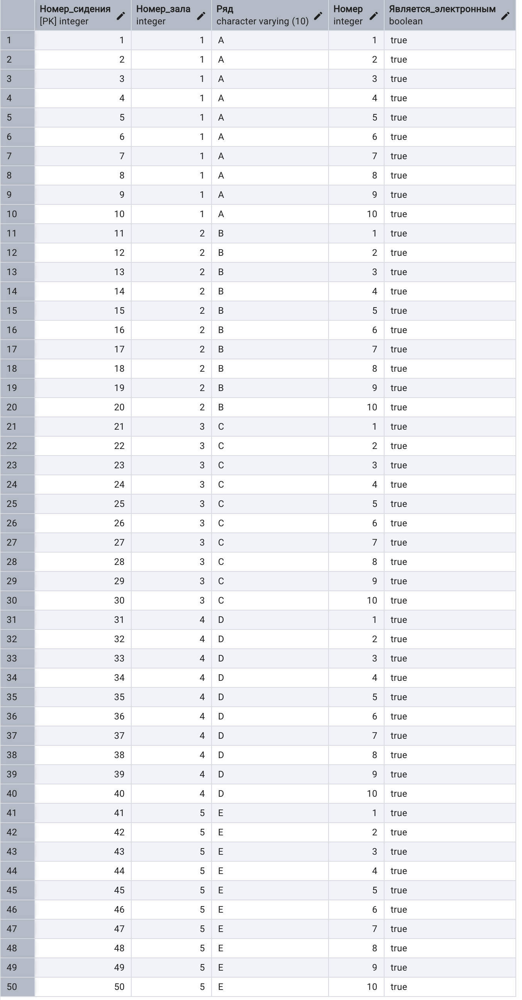 Номер_сидения Номер_зала Ряд Номер Является_электронным
[PK] integer integer character varying (10) integer boolean
1 1 1 A 1 true
2 2 1 A 2 true
3 3 1 A 3 true
4 4 1 A 4 true
5 5 1 A 5 true
6 6 1 A 6 true
7 7 1 A 7 true
8 8 1 A 8 true
9 9 1 A 9 true
10 10 1 A 10 true
11 11 2 B 1 true
12 12 2 B 2 true
13 13 2 B 3 true
14 14 2 B 4 true
15 15 2 B 5 true
16 16 2 B 6 true
17 17 2 B 7 true
18 18 2 B 8 true
19 19 2 B 9 true
20 20 2 B 10 true
21 21 3 C 1 true
22 22 3 C 2 true
23 23 3 C 3 true
24 24 3 C 4 true
25 25 3 C 5 true
26 26 3 C 6 true
27 27 3 C 7 true
28 28 3 C 8 true
29 29 3 C 9 true
30 30 3 C 10 true
31 31 4 D 1 true
32 32 4 D 2 true
33 33 4 D 3 true
34 34 4 D 4 true
35 35 4 D 5 true
36 36 4 D 6 true
37 37 4 D 7 true
38 38 4 D 8 true
39 39 4 D 9 true
40 40 4 D 10 true
41 41 5 E 1 true
42 42 5 E 2 true
43 43 5 E 3 true
44 44 5 E 4 true
45 45 5 E 5 true
46 46 5 E 6 true
47 47 5 E 7 true
48 48 5 E 8 true
49 49 5 E 9 true
50 50 5 E 10 true